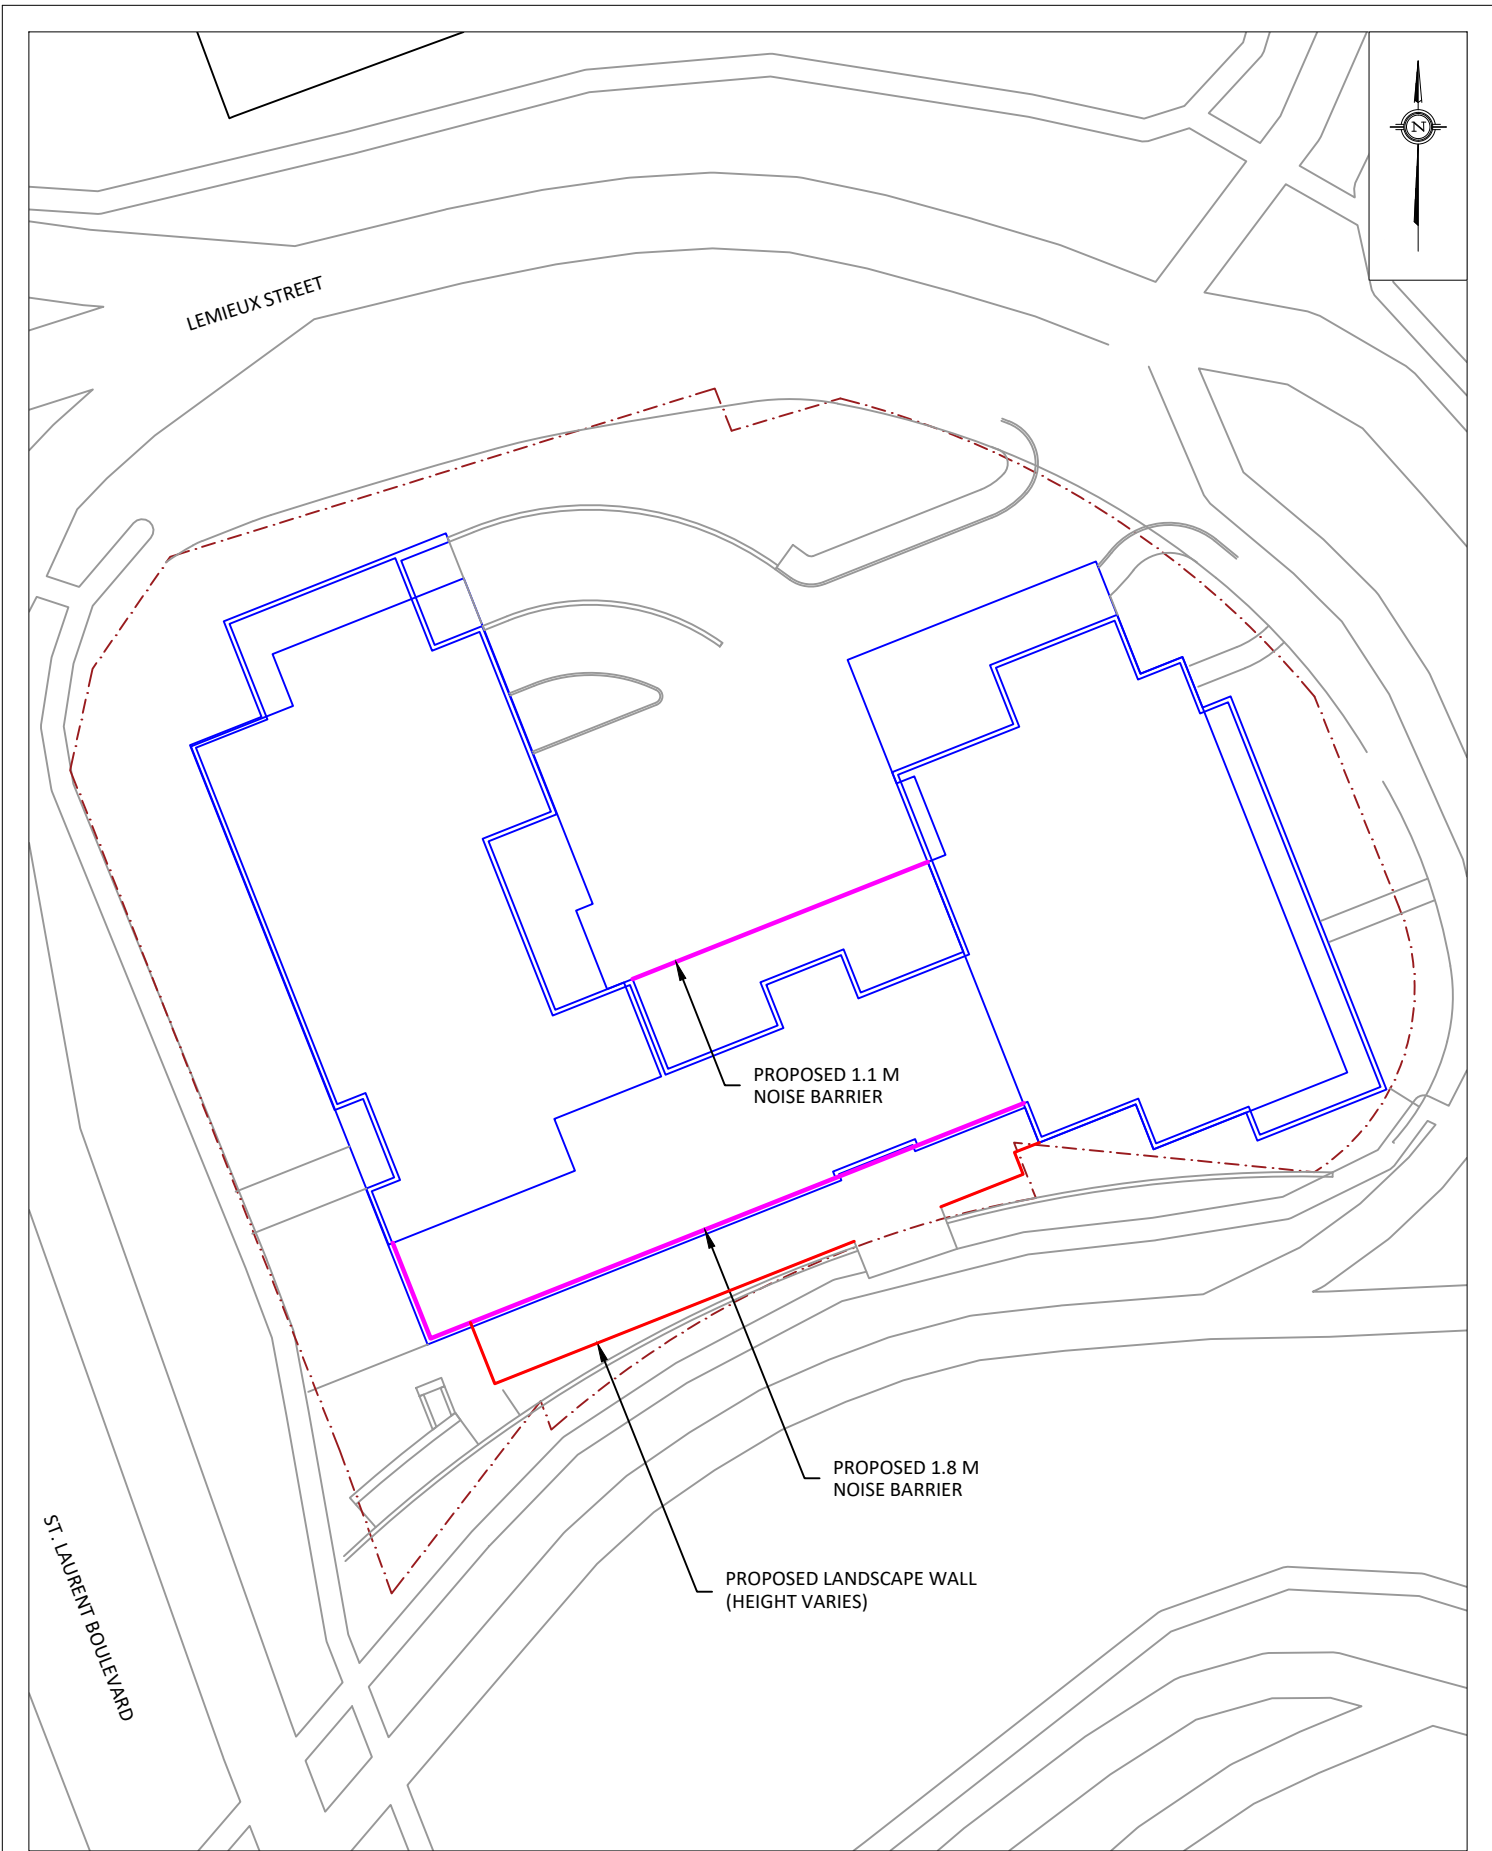 N
LEMIEUX STREET
PROPOSED 1.1 M
NOISE BARRIER
PROPOSED 1.8 M
NOISE BARRIER
PROPOSED LANDSCAPE WALL
(HEIGHT VARIES)
ST. LAURENT BOULEVARD